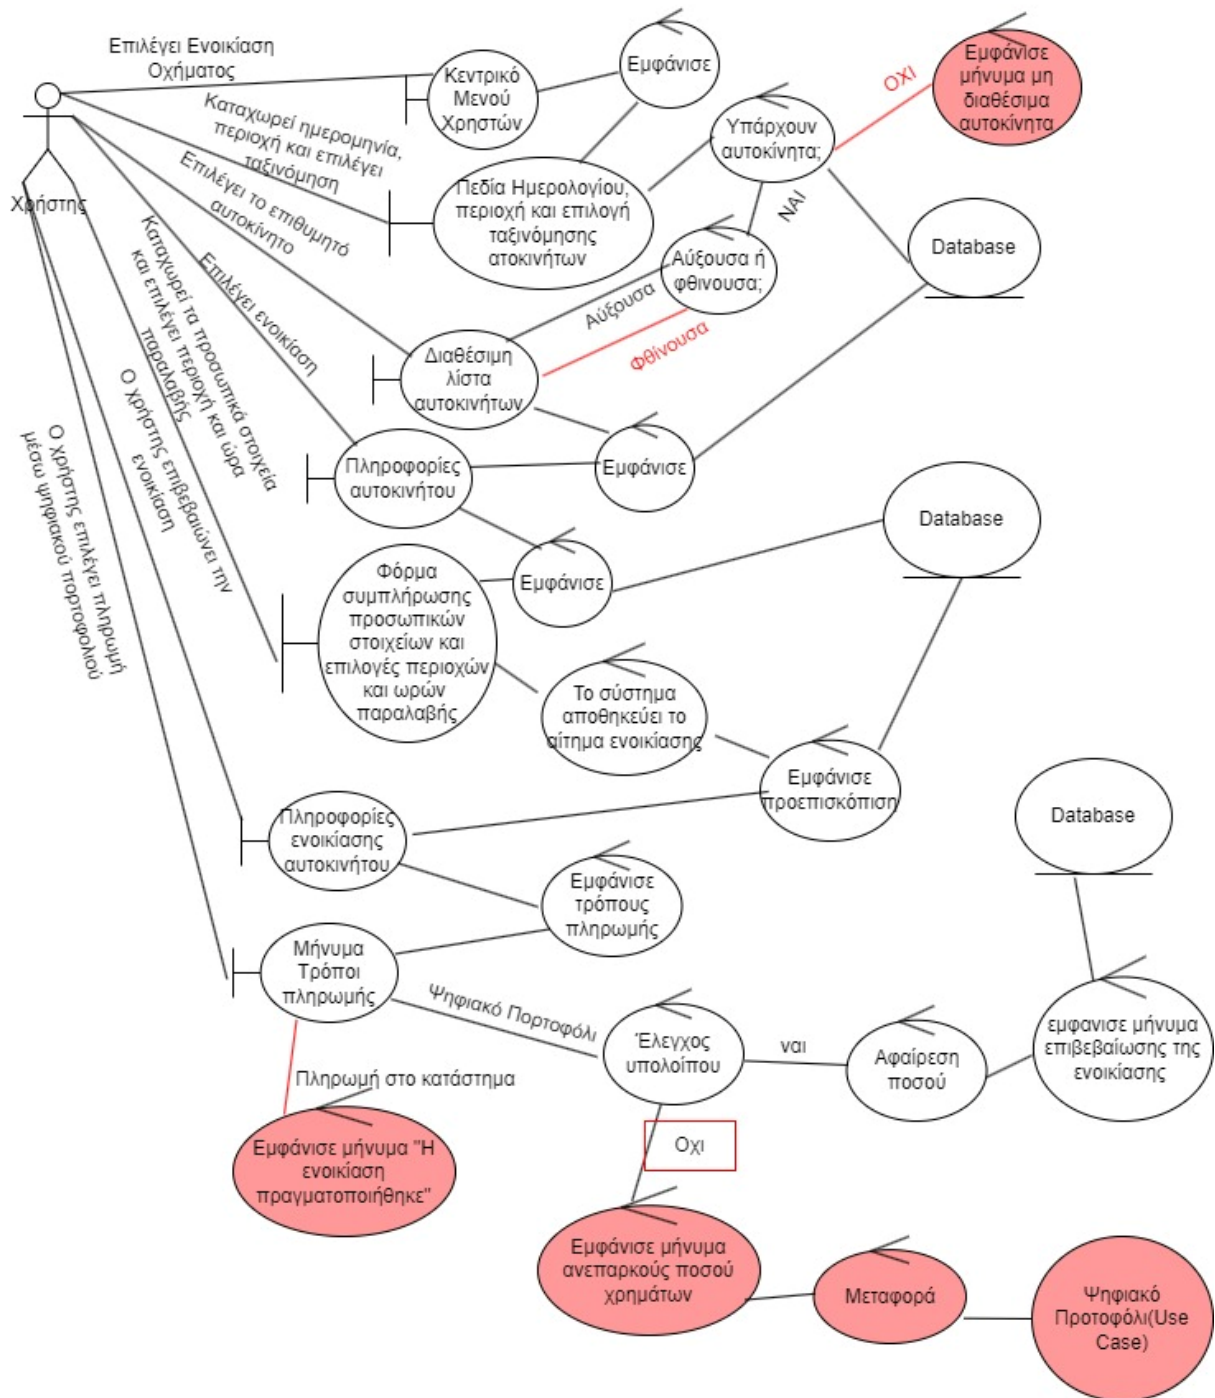 Επιλέγει Ενοικίαση
Οχήματος
Κεντρικό
Μενού
Χρηστών
Εμφάνισε
Εμφάνισε
μήνυμα μη
διαθέσιμα
αυτοκίνητα
ΟΧΙ
Υπάρχουν
αυτοκίνητα;
Καταχωρεί ημερομηνία,
περιοχή και επιλέγει
ταξινόμηση
Χρήστης
Πεδία Ημερολογίου,
περιοχή και επιλογή
ταξινόμησης
ατοκινήτων
ΝΑΙ
Database
Επιλέγει το επιθυμητό
αυτοκίνητο
Αύξουσα ή
φθινουσα;
Αύξουσα
Φθίνουσα
Επιλέγει ενοικίαση
Διαθέσιμη
λίστα
αυτοκινήτων
Καταχωρεί τα προσωπικά στοιχεία
και επιλέγει περιοχή και ώρα
παραλαβής
Πληροφορίες
αυτοκινήτου
Εμφάνισε
Ο χρήστης επιβεβαιώνει την
ενοικίαση
Database
Ο χρήστης επιλέγει πληρωμή
μέσω ψηφιακού πορτοφολιού
Φόρμα
συμπλήρωσης
προσωπικών
στοιχείων και
επιλογές περιοχών
και ωρών
παραλαβής
Εμφάνισε
Το σύστημα
αποθηκεύει το
αίτημα ενοικίασης
Εμφάνισε
προεπισκόπιση
Πληροφορίες
ενοικίασης
αυτοκινήτου
Database
Εμφάνισε
τρόπους
πληρωμής
Μήνυμα
Τρόποι
πληρωμής
Ψηφιακό Πορτοφόλι
Έλεγχος
υπολοίπου
ναι
Αφαίρεση
ποσού
εμφανισε μήνυμα
επιβεβαίωσης της
ενοικίασης
Πληρωμή στο κατάστημα
Εμφάνισε μήνυμα "Η
ενοικίαση
πραγματοποιήθηκε"
Οχι
Εμφάνισε μήνυμα
ανεπαρκούς ποσού
χρημάτων
Μεταφορά
Ψηφιακό
Προτοφόλι(Use
Case)